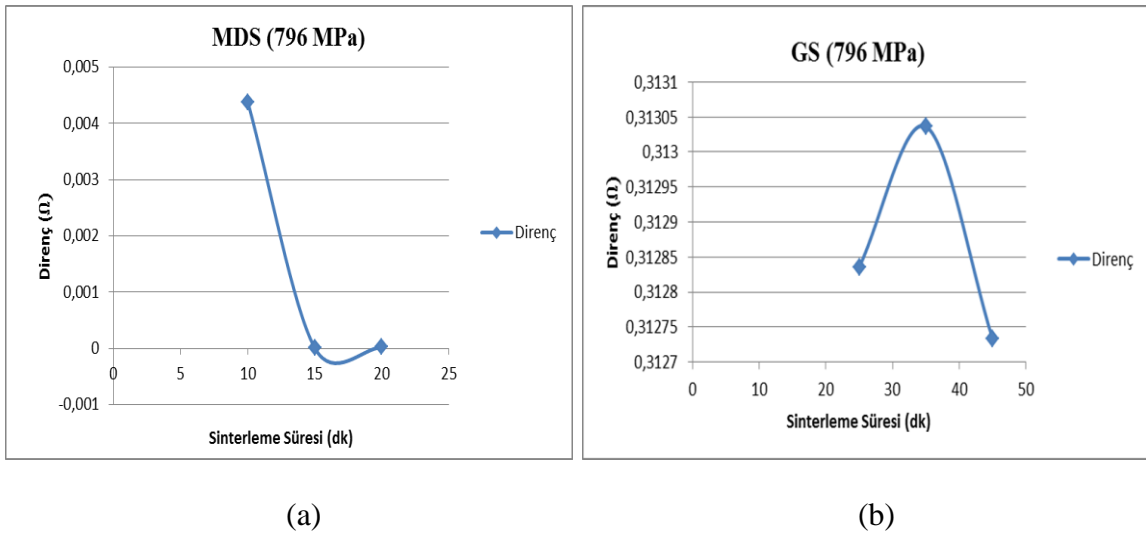 MDS (796 MPa)
0,005
0,004
0,003
0,002
0,001
0
-0,001
0
5
10
15
20
25
Direnç (Ω)
Sinterleme Süresi (dk)
Direnç
GS (796 MPa)
0,3131
0,31305
0,313
0,31295
0,3129
0,31285
0,3128
0,31275
0,3127
0
10
20
30
40
50
Direnç (Ω)
Sinterleme Süresi (dk)
Direnç
(a)
(b)